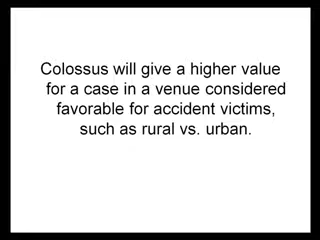 Colossus will give a higher value
for a case in a venue considered
favorable for accident victims,
such as rural vs. urban.